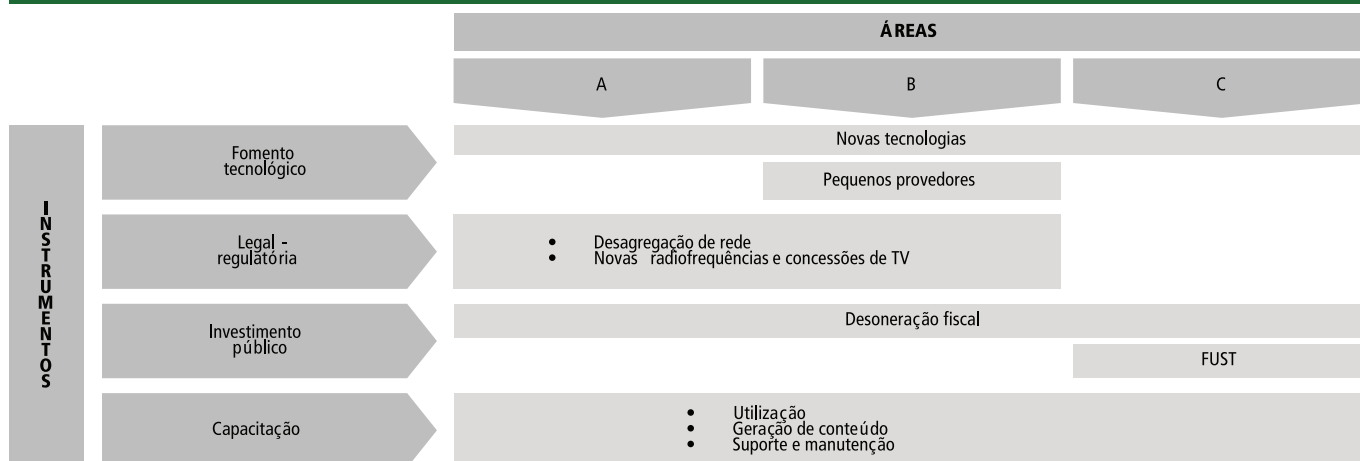 ÁREAS
A
B
C
INSTRUMENTOS
Fomento
tecnológico
Novas tecnologias
Pequenos provedores
Legal -
regulatória
• Desagregação de rede
• Novas radiofrequências e concessões de TV
Investimento
público
Desoneração fiscal
FUST
Capacitação
• Utilização
• Geração de conteúdo
• Suporte e manutenção